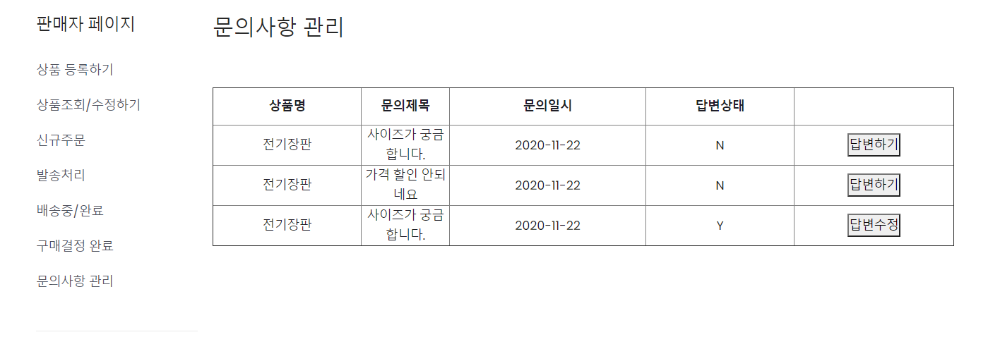 판매자 페이지
상품 등록하기
상품조회/수정하기
신규주문
발송처리
배송중/완료
구매결정 완료
문의사항 관리
문의사항 관리
상품명 문의제목 문의일시 답변상태
전기장판 사이즈가 궁금 2020-11-22 N 답변하기
합니다.
전기장판 가격 할인 안되 2020-11-22 N 답변하기
네요
전기장판 사이즈가 궁금 2020-11-22 Y 답변수정
합니다.